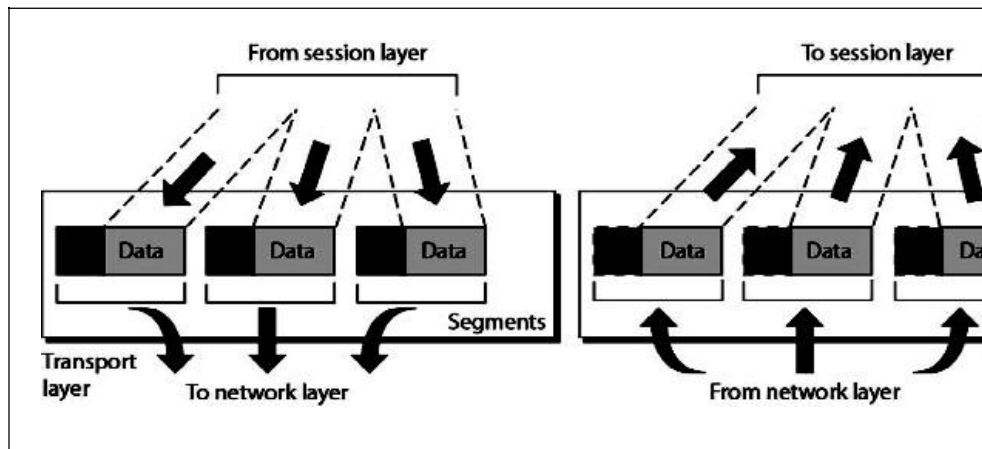 From session layer
Data
Data
Data
Segments
Transport
layer
To network layer
To session layer
Data
Data
Da
From network layer